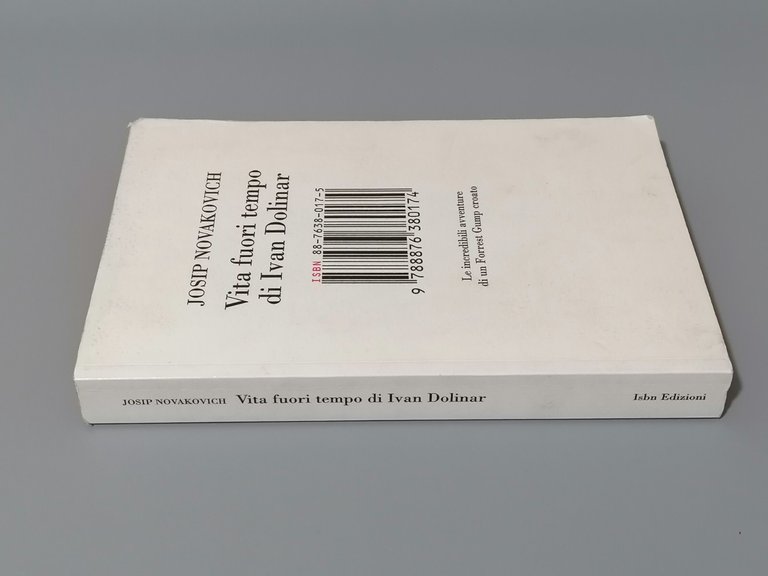 JOSIP NOVAKOVICH
Vita fuori tempo
di Ivan Dolinar
ISBN 88-7638-017-5
9 788876 380174
Le incredibili avventure
di un Forrest Gump croato
JOSIP NOVAKOVICH Vita fuori tempo di Ivan Dolinar Isbn Edizioni